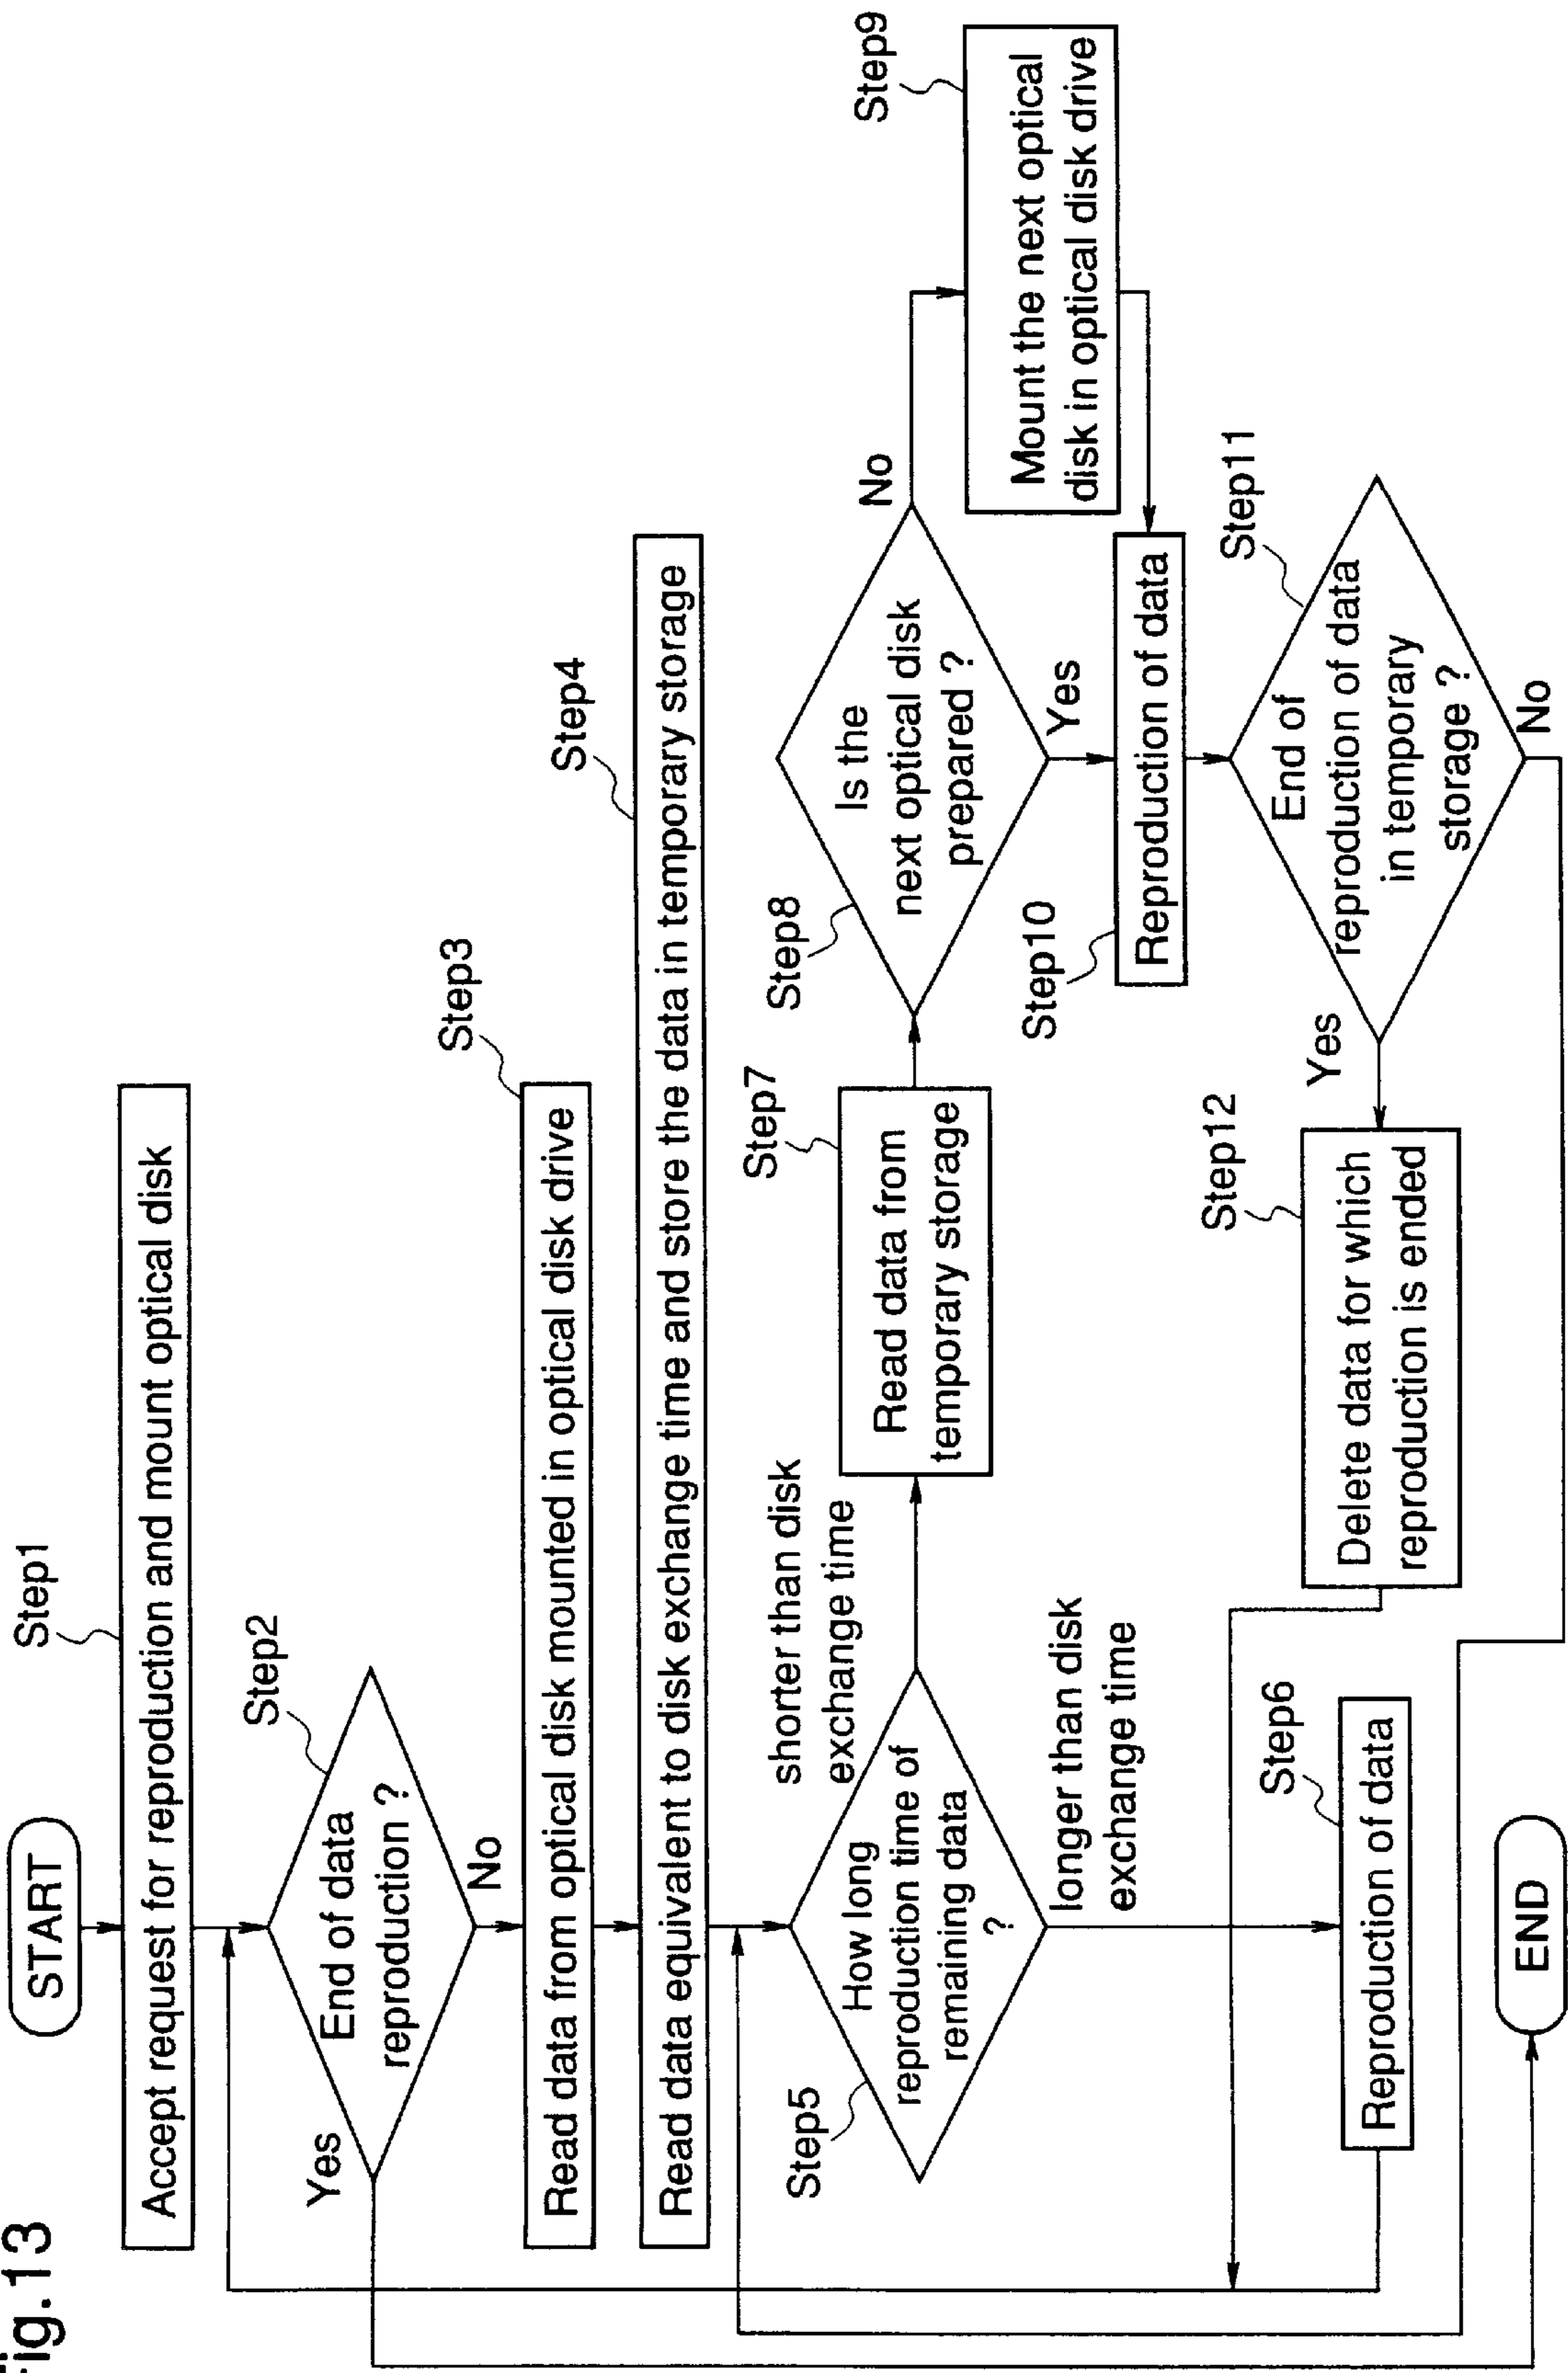 Fig.13
START
Step1
Accept request for reproduction and mount optical disk
Step2
End of data
reproduction ?
Yes
No
Step3
Read data from optical disk mounted in optical disk drive
Step4
Read data equivalent to disk exchange time and store the data in temporary storage
Step5
How long
reproduction time of
remaining data
?
shorter than disk
exchange time
longer than disk
exchange time
Step6
Reproduction of data
Step7
Read data from
temporary storage
Step8
Is the
next optical disk
prepared ?
No
Yes
Step9
Mount the next optical
disk in optical disk drive
Step10
Reproduction of data
Step11
End of
reproduction of data
in temporary
storage ?
Yes
No
Step12
Delete data for which
reproduction is ended
END